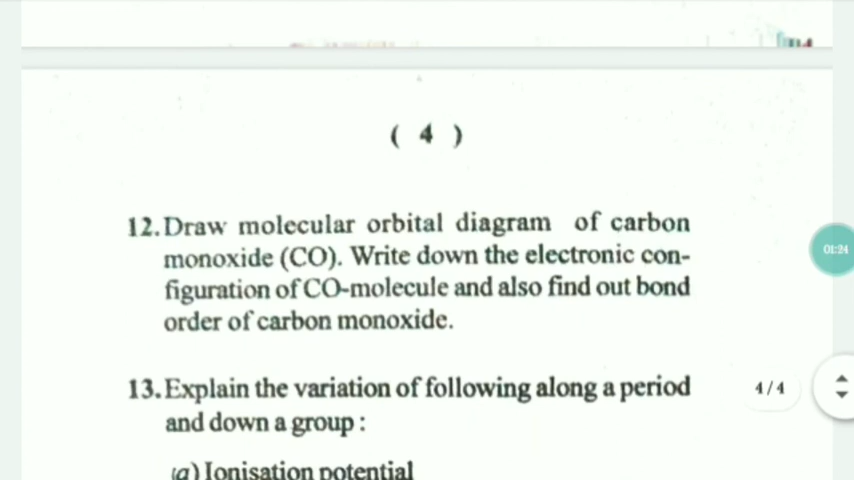 ( 4 )
12. Draw molecular orbital diagram of carbon
monoxide (CO). Write down the electronic con-
figuration of CO-molecule and also find out bond
order of carbon monoxide.
01:24
13. Explain the variation of following along a period
and down a group :
4/4
(a) Ionisation potential